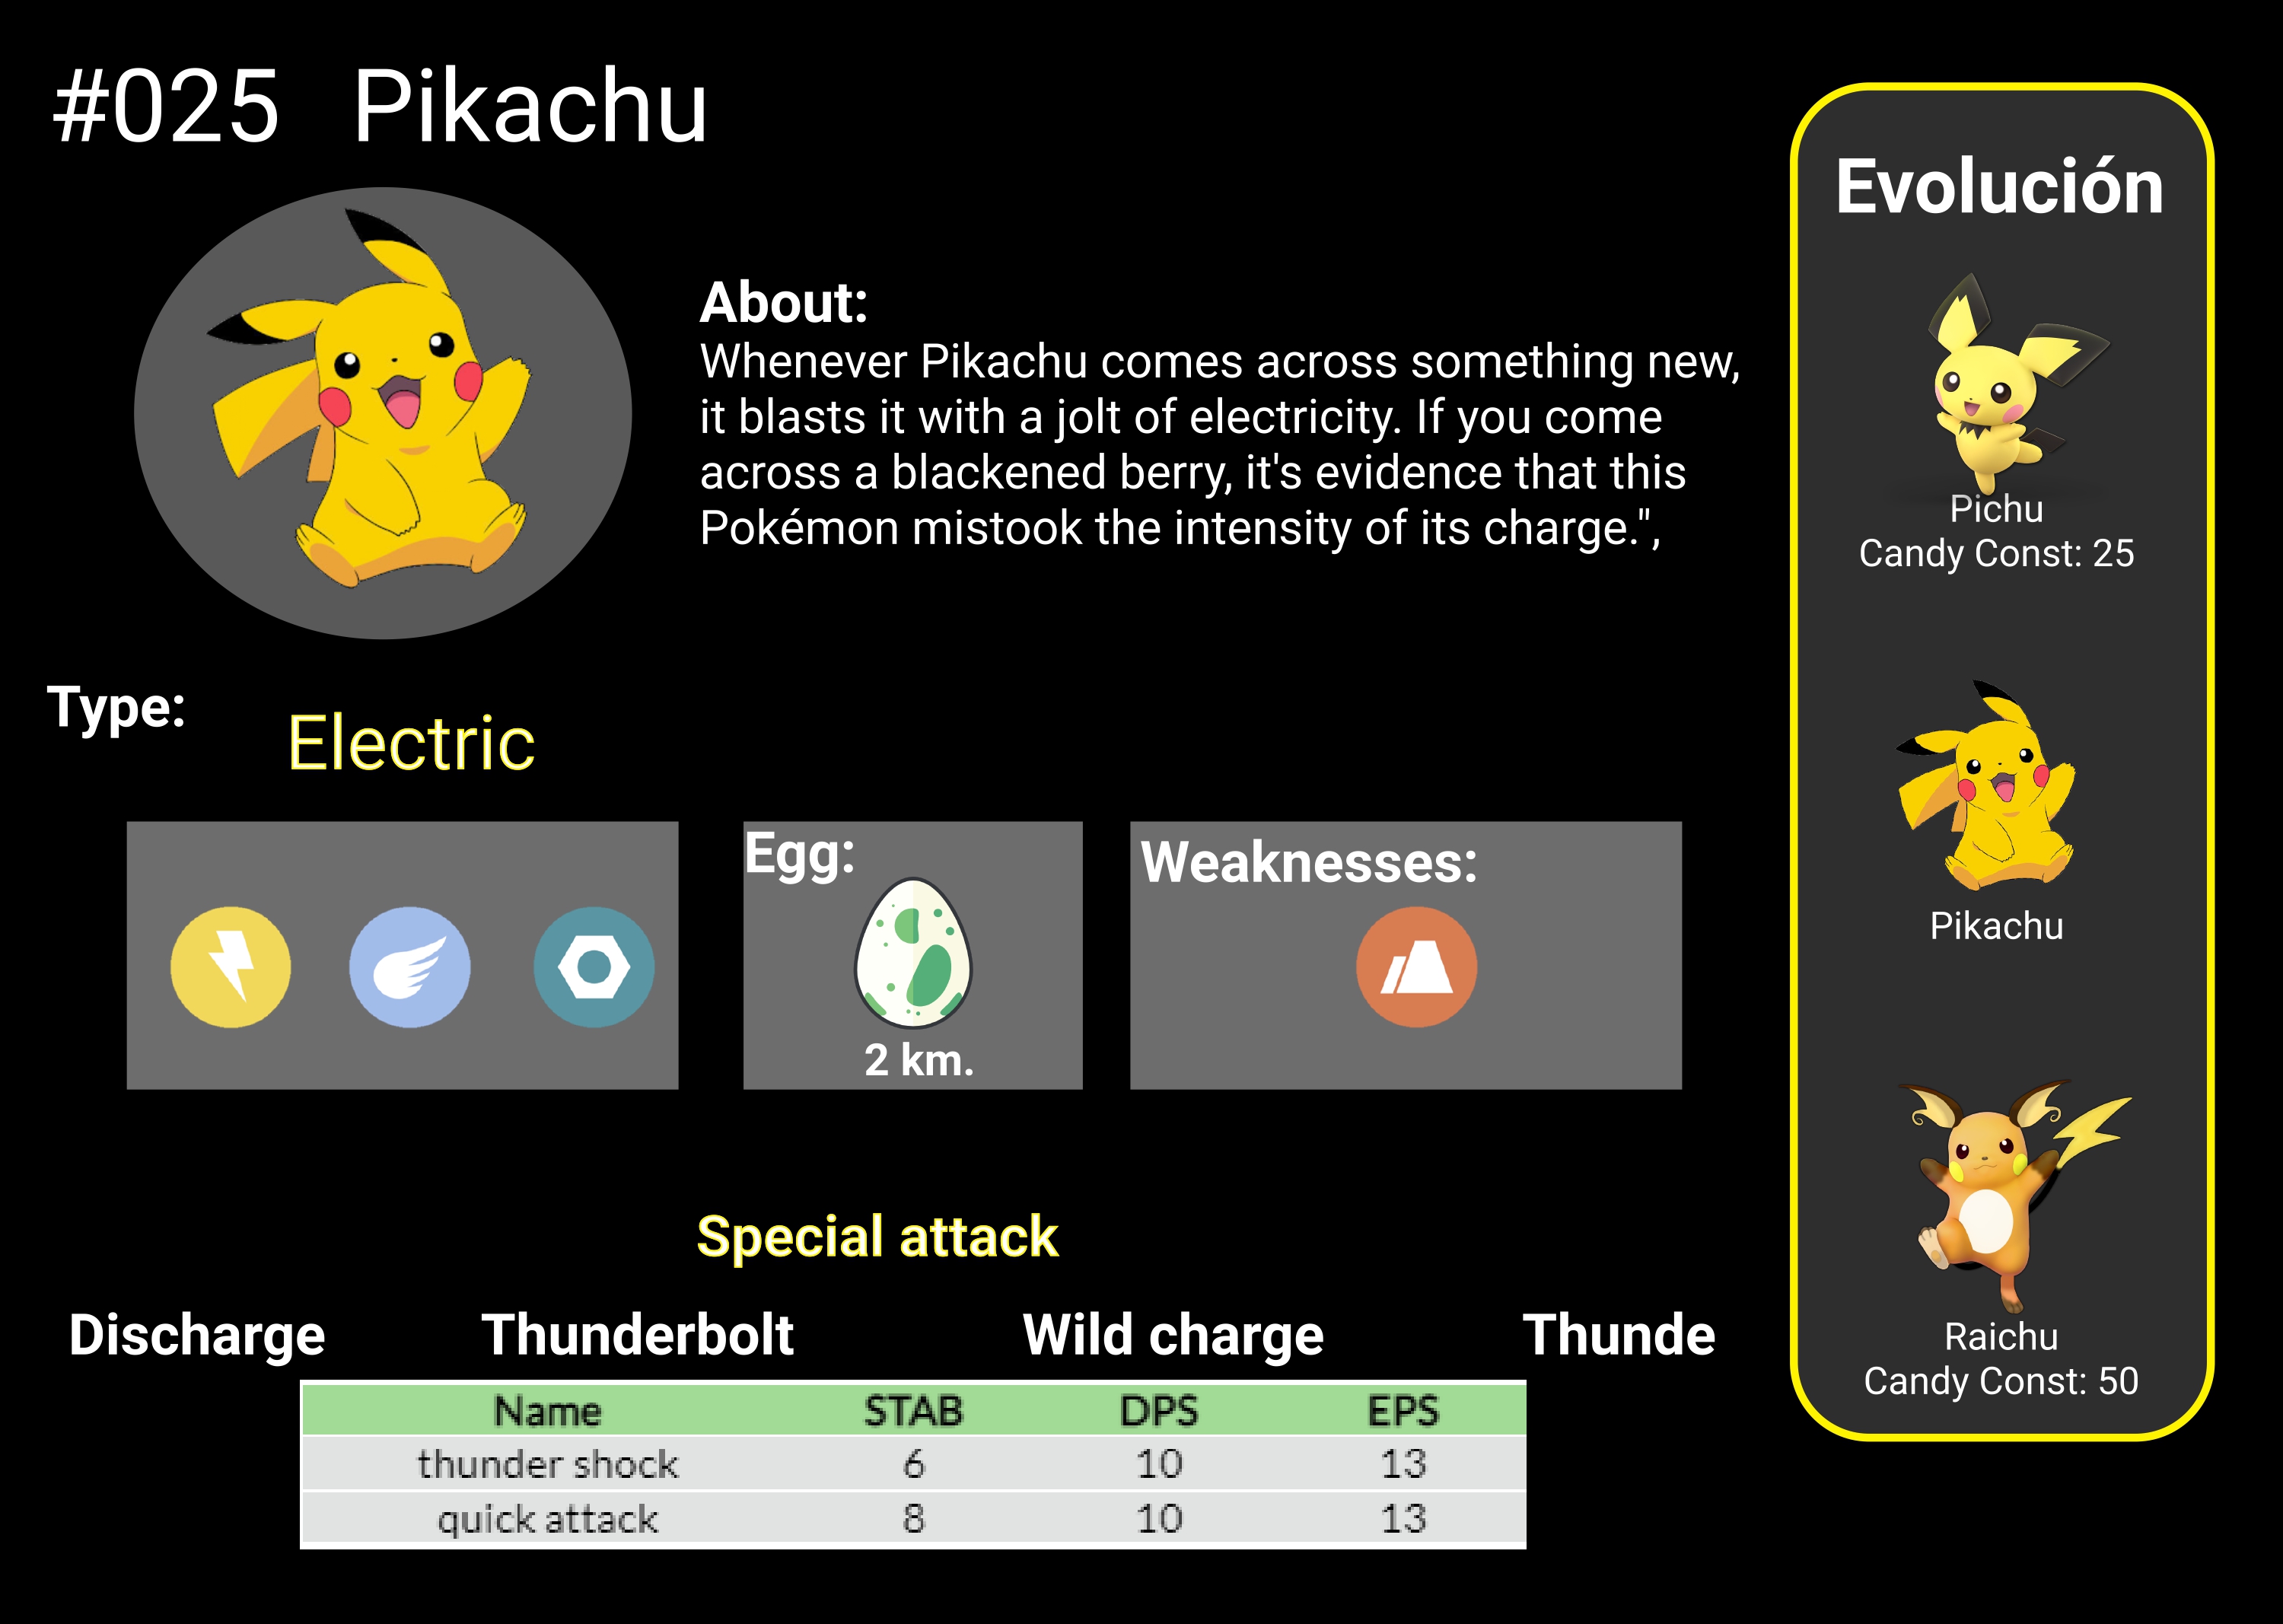 #025 Pikachu
About:
Whenever Pikachu comes across something new,
it blasts it with a jolt of electricity. If you come
across a blackened berry, it's evidence that this
Pokémon mistook the intensity of its charge.",
Type:
Electric
Egg:
2 km.
Weaknesses:
Special attack
Discharge Thunderbolt Wild charge Thunde
Name STAB DPS EPS
thunder shock 6 10 13
quick attack 8 10 13
Evolución
Pichu
Candy Const: 25
Pikachu
Raichu
Candy Const: 50